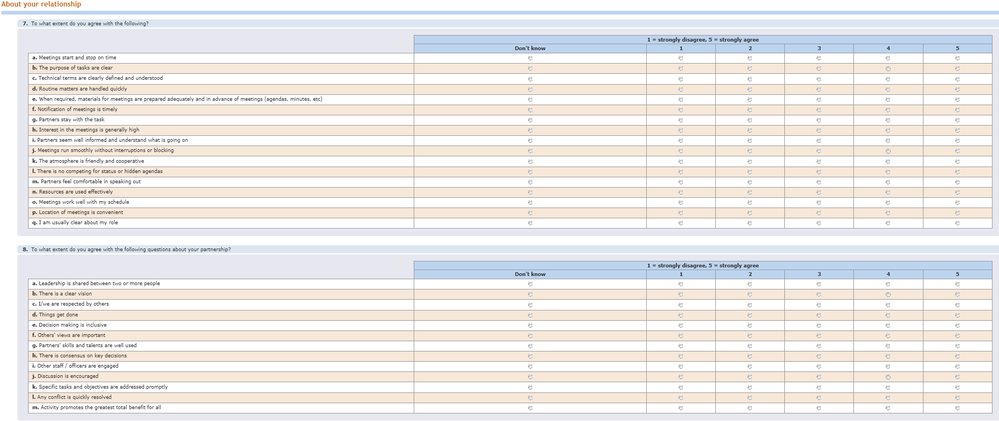 About your relationship
7. To what extent do you agree with the following?
1 = strongly disagree, 5 = strongly agree
Don't know 1 2 3 4 5
a. Meetings start and stop on time
b. The purpose of tasks are clear
c. Technical terms are clearly defined and understood
d. Routine matters are handled quickly
e. When required, materials for meetings are prepared adequately and in advance of meetings (agendas, minutes, etc)
f. Notification of meetings is timely
g. Partners stay with the task
h. Interest in the meetings is generally high
i. Partners seem well informed and understand what is going on
j. Meetings run smoothly without interruptions or blocking
k. The atmosphere is friendly and cooperative
l. There is no competing for status or hidden agendas
m. Partners feel comfortable in speaking out
n. Resources are used effectively
o. Meetings work well with my schedule
p. Location of meetings is convenient
q. I am usually clear about my role
8. To what extent do you agree with the following questions about your partnership?
1 = strongly disagree, 5 = strongly agree
Don't know 1 2 3 4 5
a. Leadership is shared between two or more people
b. There is a clear vision
c. I/we are respected by others
d. Things get done
e. Decision making is inclusive
f. Others' views are important
g. Partners' skills and talents are well used
h. There is consensus on key decisions
i. Other staff / officers are engaged
j. Discussion is encouraged
k. Specific tasks and objectives are addressed promptly
l. Any conflict is quickly resolved
m. Activity promotes the greatest total benefit for all